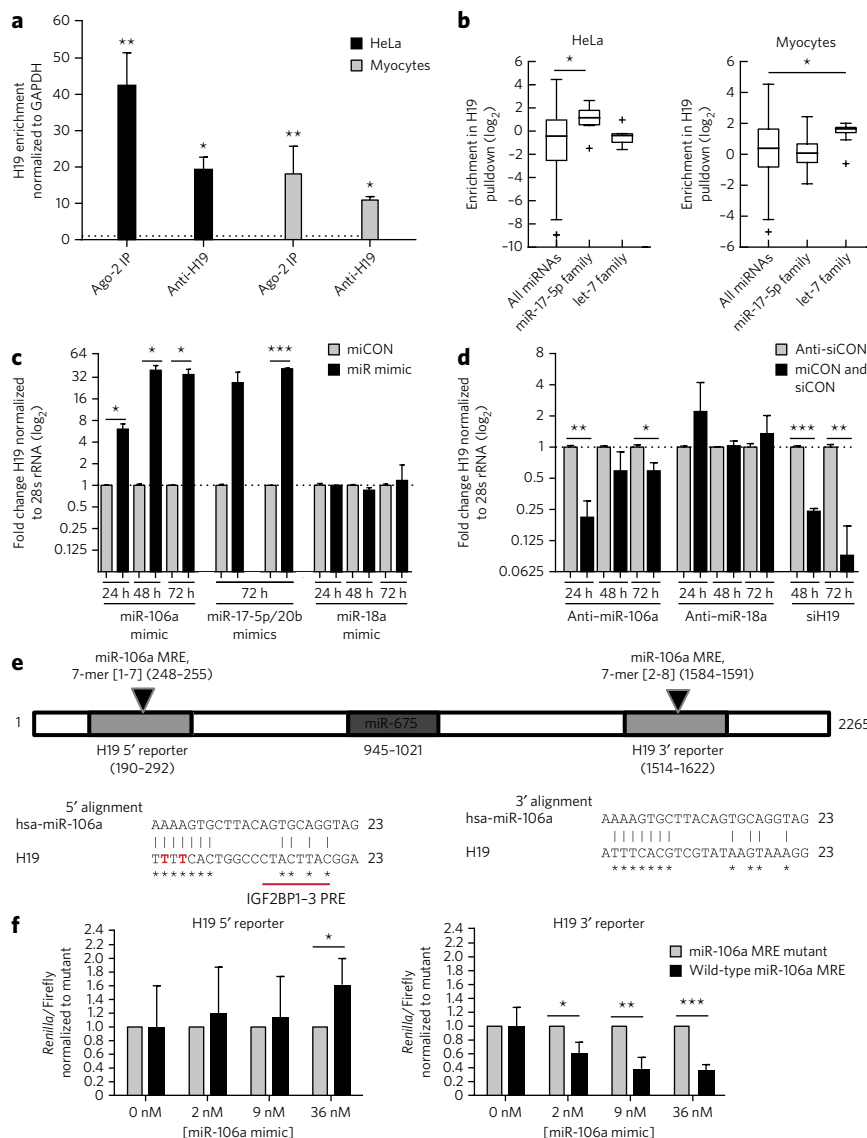 a
H19 enrichment
normalized to GAPDH
60
50
40
30
20
10
0
**
*
**
*
HeLa
Myocytes
Ago-2 IP
Anti-H19
Ago-2 IP
Anti-H19
b
HeLa
Enrichment in H19
pulldown (log2)
6
4
2
0
−2
−4
−6
−8
−10
*
All miRNAs
miR-17-5p family
let-7 family
Myocytes
Enrichment in H19
pulldown (log2)
6
4
2
0
−2
−4
−6
*
All miRNAs
miR-17-5p family
let-7 family
c
Fold change H19 normalized
to 28s rRNA (log2)
64
32
16
8
4
2
1
0.5
0.25
0.125
*
*
*
***
miCON
miR mimic
24 h 48 h 72 h
miR-106a
mimic
72 h
miR-17-5p/20b
mimics
24 h 48 h 72 h
miR-18a
mimic
d
Fold change H19 normalized
to 28s rRNA (log2)
8
4
2
1
0.5
0.25
0.125
0.0625
Anti-siCON
miCON and
siCON
**
*
***
**
24 h 48 h 72 h
Anti–miR-106a
24 h 48 h 72 h
Anti–miR-18a
48 h 72 h
siH19
e
miR-106a MRE,
7-mer [1-7] (248–255)
miR-106a MRE,
7-mer [2-8] (1584–1591)
1
miR-675
2265
H19 5′ reporter
(190–292)
945–1021
H19 3′ reporter
(1514–1622)
5′ alignment
hsa-miR-106a AAAAGTGCTTACAGTGCAGGTAG 23
H19 TTTTCACTGGCCCTACTTACGGA 23
******* * * * *
IGF2BP1–3 PRE
3′ alignment
hsa-miR-106a AAAAGTGCTTACAGTGCAGGTAG 23
H19 ATTTCACGTCGTATAAGTAAAGG 23
******* * ** *
f
H19 5′ reporter
Renilla/Firefly
normalized to mutant
2.4
2.0
1.8
1.6
1.4
1.2
1.0
0.8
0.6
0.4
0.2
0
*
0 nM 2 nM 9 nM 36 nM
[miR-106a mimic]
H19 3′ reporter
Renilla/Firefly
normalized to mutant
2.4
2.0
1.8
1.6
1.4
1.2
1.0
0.8
0.6
0.4
0.2
0
miR-106a MRE mutant
Wild-type miR-106a MRE
*
**
***
0 nM 2 nM 9 nM 36 nM
[miR-106a mimic]